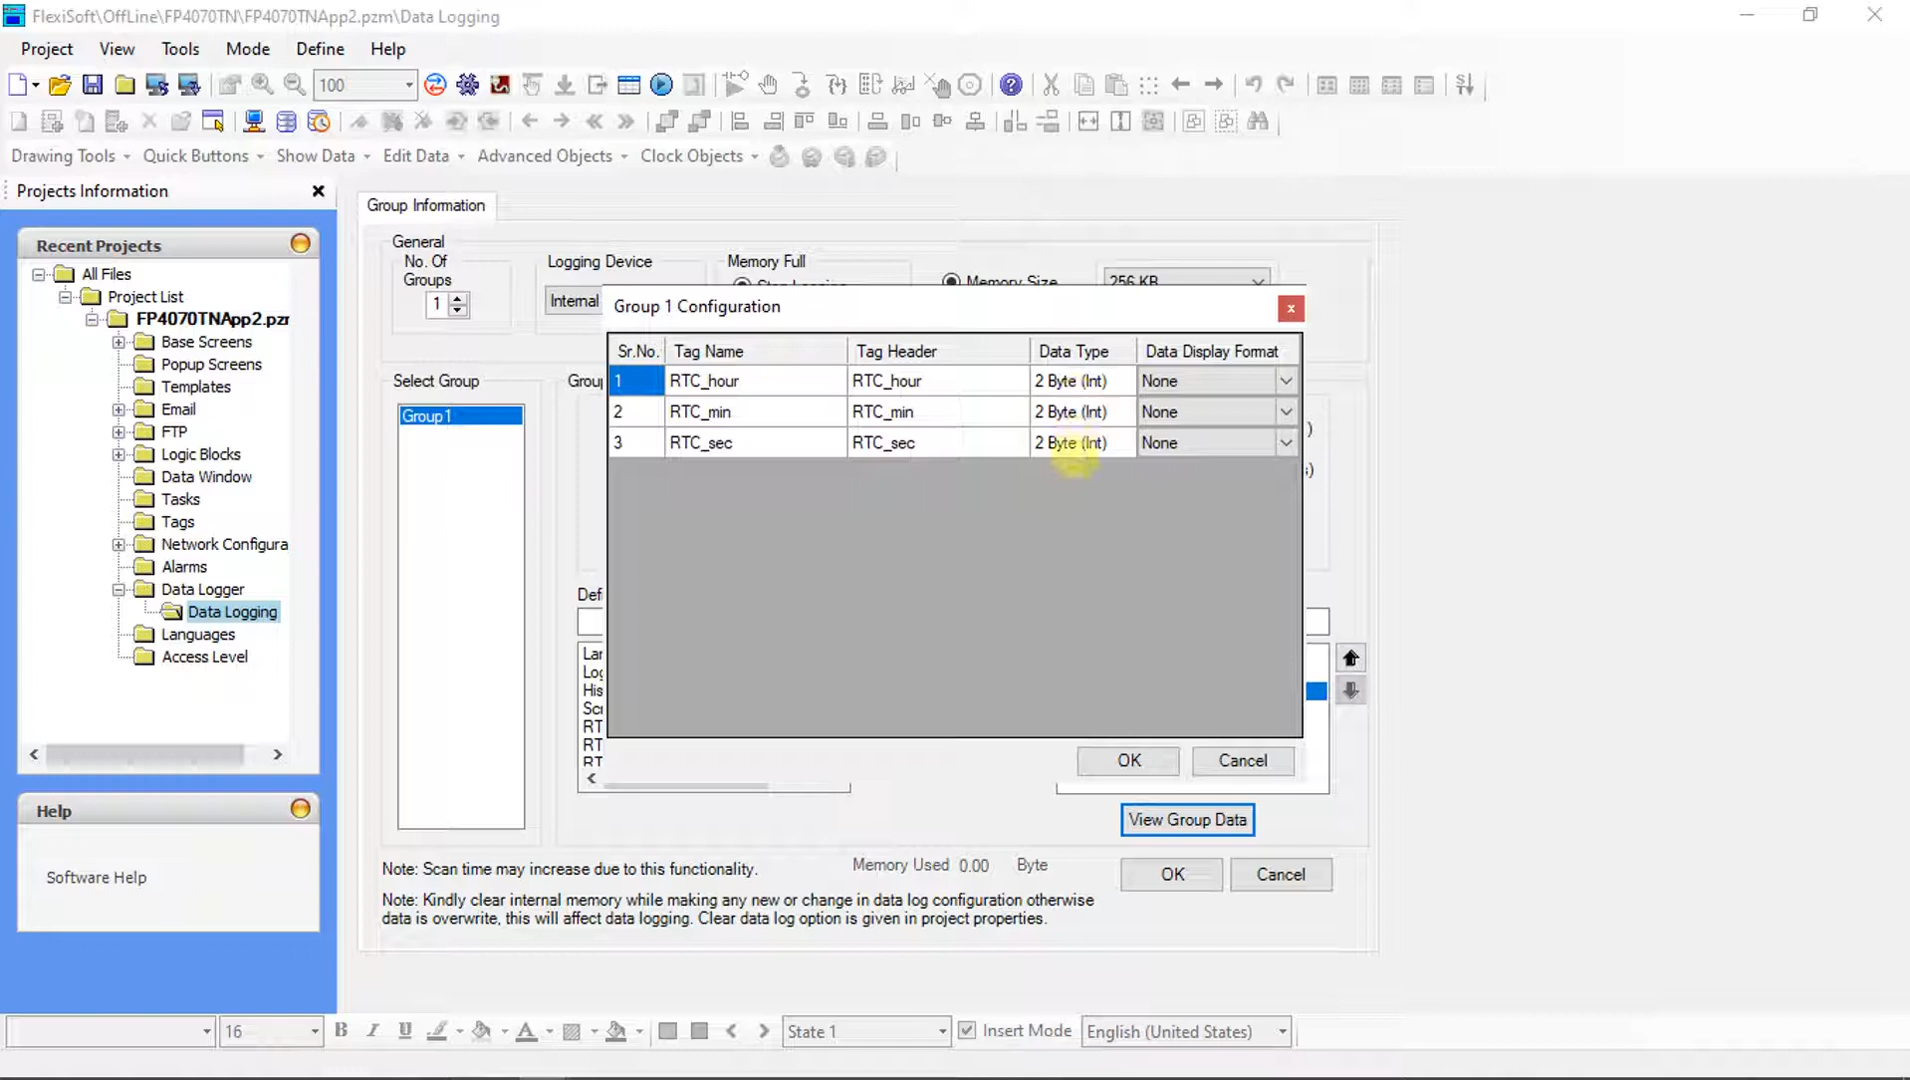 FlexiSoft\OffLine\FP4070TN\FP4070TNApp2.pzm\Data Logging
Project View Tools Mode Define Help
100
Drawing Tools Quick Buttons Show Data Edit Data Advanced Objects Clock Objects
Projects Information
Recent Projects
All Files
Project List
FP4070TNApp2.pzr
Base Screens
Popup Screens
Templates
Email
FTP
Logic Blocks
Data Window
Tasks
Tags
Network Configura
Alarms
Data Logger
Data Logging
Languages
Access Level
Help
Software Help
Group Information
General
No. Of
Groups
1
Logging Device
Internal
Memory Full
Memory Size
256 KB
Select Group
Group1
Group 1 Configuration
Sr.No. Tag Name Tag Header Data Type Data Display Format
1 RTC_hour RTC_hour 2 Byte (Int) None
2 RTC_min RTC_min 2 Byte (Int) None
3 RTC_sec RTC_sec 2 Byte (Int) None
OK Cancel
View Group Data
Note: Scan time may increase due to this functionality.
Memory Used 0.00 Byte
OK Cancel
Note: Kindly clear internal memory while making any new or change in data log configuration otherwise
data is overwrite, this will affect data logging. Clear data log option is given in project properties.
16 B I U A State 1 Insert Mode English (United States)